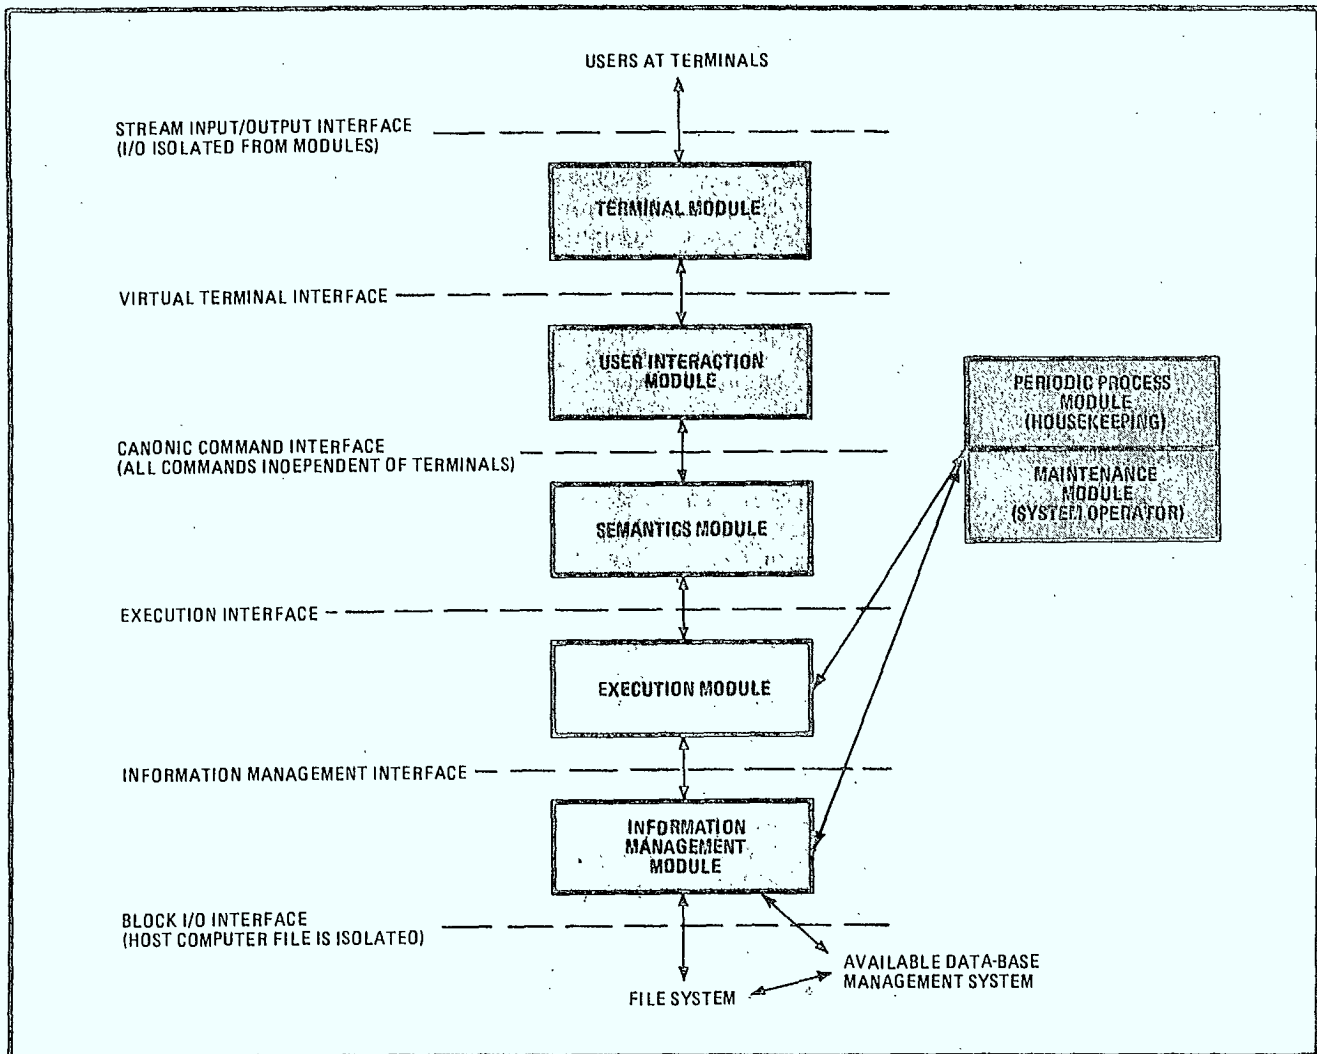 USERS AT TERMINALS
STREAM INPUT/OUTPUT INTERFACE
(I/O ISOLATED FROM MODULES)
TERMINAL MODULE
VIRTUAL TERMINAL INTERFACE
USER INTERACTION
MODULE
PERIODIC PROCESS
MODULE
(HOUSEKEEPING)
CANONIC COMMAND INTERFACE
(ALL COMMANDS INDEPENDENT OF TERMINALS)
MAINTENANCE
MODULE
(SYSTEM OPERATOR)
SEMANTICS MODULE
EXECUTION INTERFACE
EXECUTION MODULE
INFORMATION MANAGEMENT INTERFACE
INFORMATION
MANAGEMENT
MODULE
BLOCK I/O INTERFACE
(HOST COMPUTER FILE IS ISOLATED)
AVAILABLE DATA-BASE
MANAGEMENT SYSTEM
FILE SYSTEM